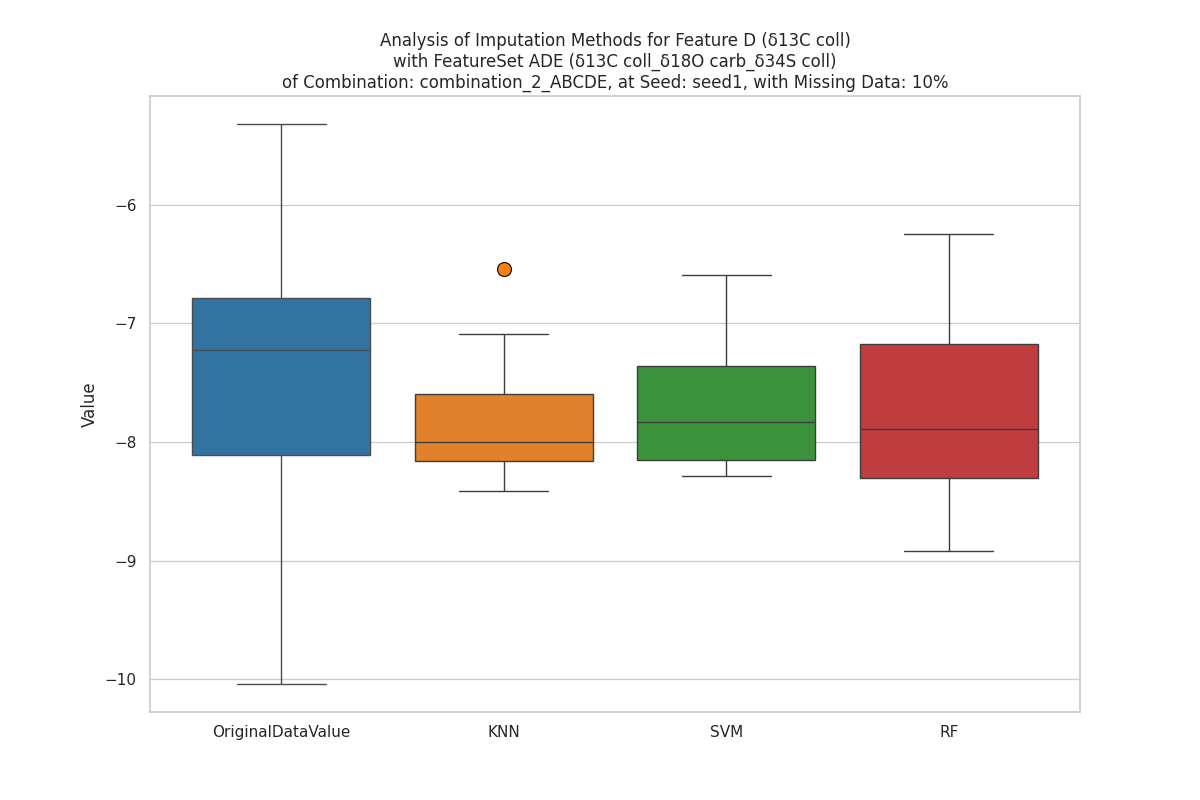 Analysis of Imputation Methods for Feature D (δ13C coll)
with FeatureSet ADE (δ13C coll_δ18O carb_δ34S coll)
of Combination: combination_2_ABCDE, at Seed: seed1, with Missing Data: 10%
Value
−6
−7
−8
−9
−10
OriginalDataValue
KNN
SVM
RF